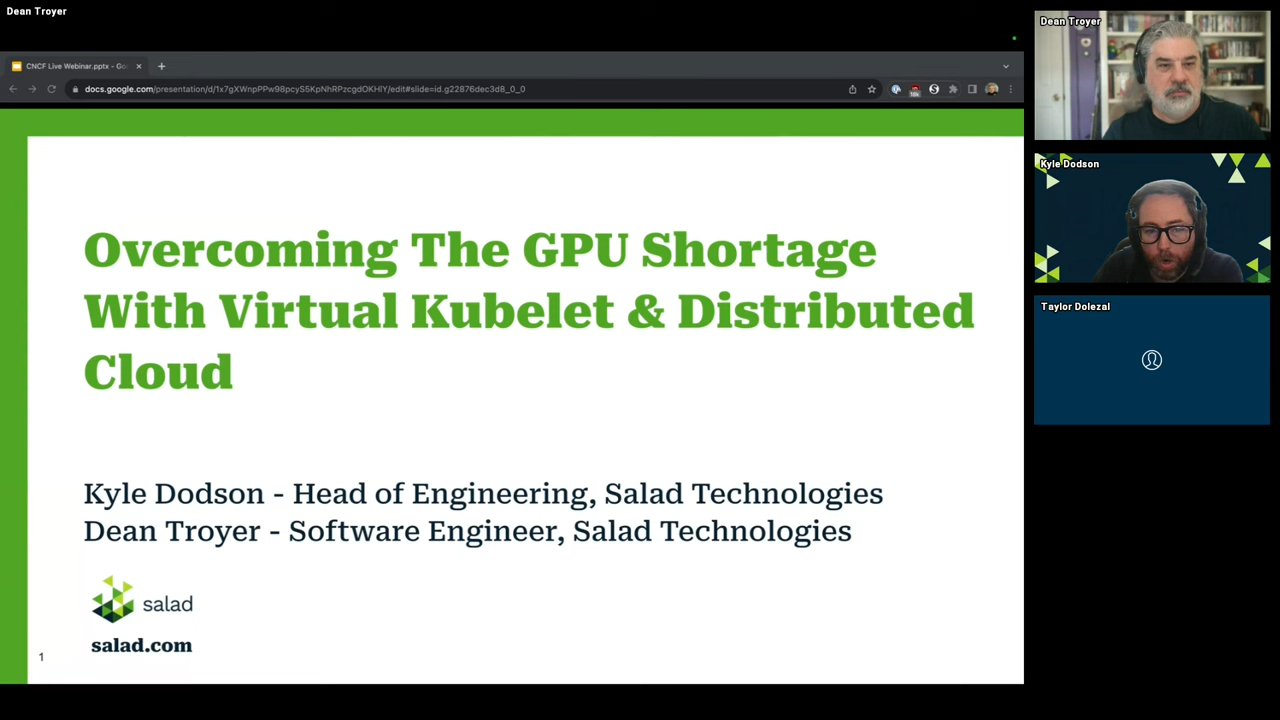 Dean Troyer
CNCF Live Webinar.pptx - Go
docs.google.com/presentation/d/1x7gXWnpPPw98pcyS5KpNhRPzcgdOKHlY/edit#slide=id.g22876dec3d8_0_0
Overcoming The GPU Shortage
With Virtual Kubelet & Distributed
Cloud
Kyle Dodson - Head of Engineering, Salad Technologies
Dean Troyer - Software Engineer, Salad Technologies
salad
salad.com
1
Dean Troyer
Kyle Dodson
Taylor Dolezal